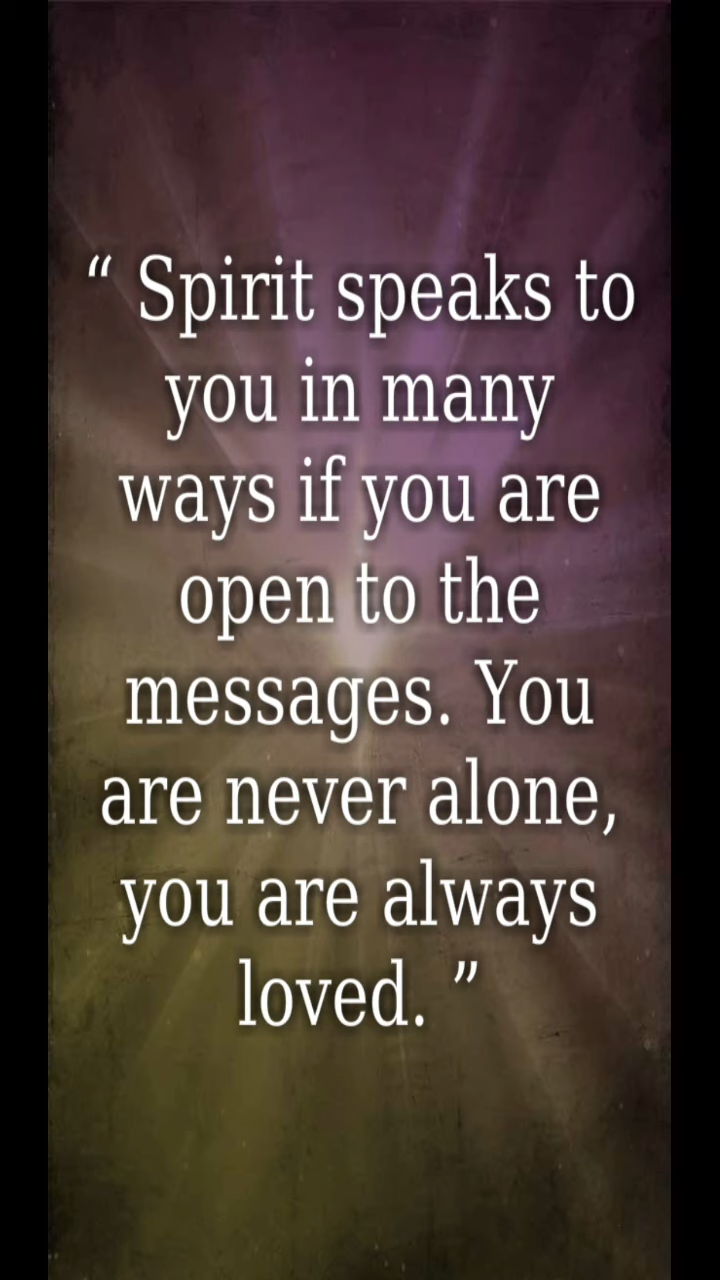 “ Spirit speaks to
you in many
ways if you are
open to the
messages. You
are never alone,
you are always
loved. ”